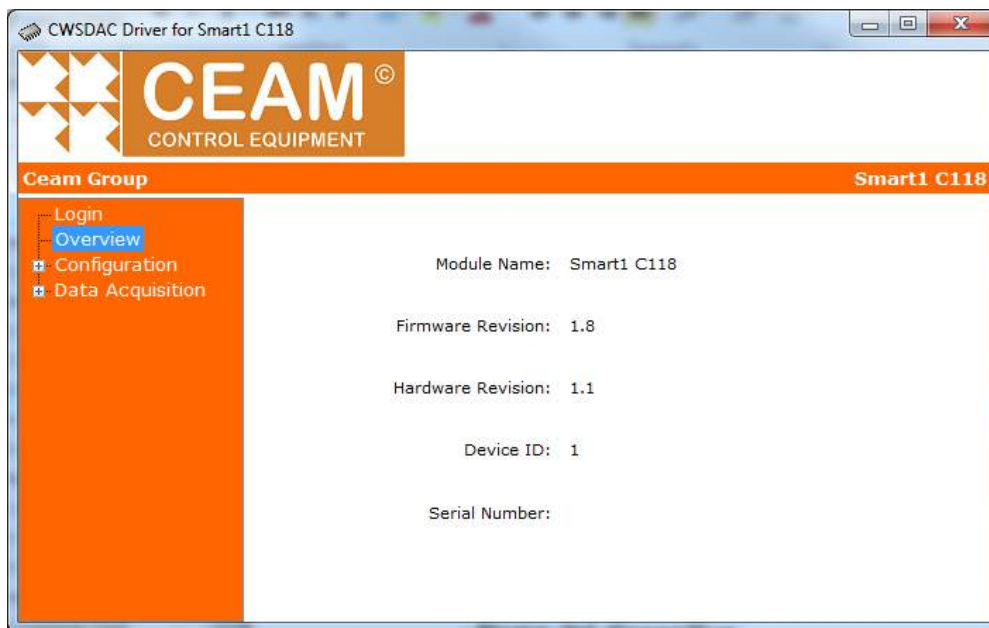 CWSDAC Driver for Smart1 C118
CEAM ©
CONTROL EQUIPMENT
Ceam Group Smart1 C118
Login
Overview
Configuration
Data Acquisition
Module Name: Smart1 C118
Firmware Revision: 1.8
Hardware Revision: 1.1
Device ID: 1
Serial Number: